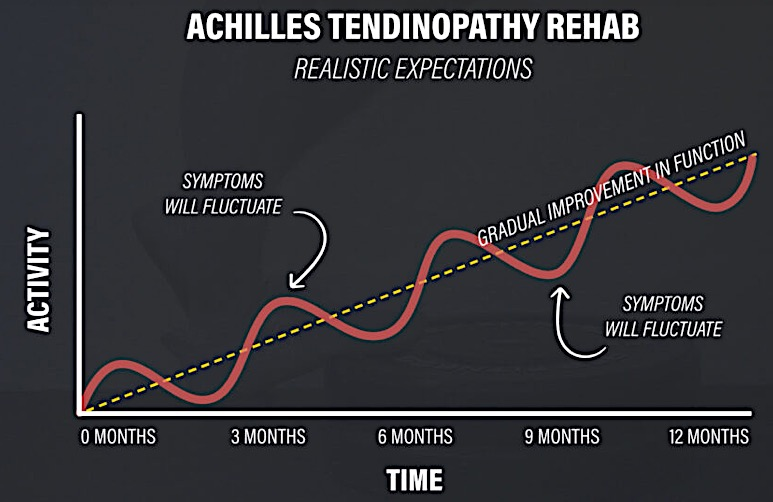 ACHILLES TENDINOPATHY REHAB
REALISTIC EXPECTATIONS
SYMPTOMS
WILL FLUCTUATE
GRADUAL IMPROVEMENT IN FUNCTION
ACTIVITY
SYMPTOMS
WILL FLUCTUATE
0 MONTHS
3 MONTHS
6 MONTHS
9 MONTHS
12 MONTHS
TIME